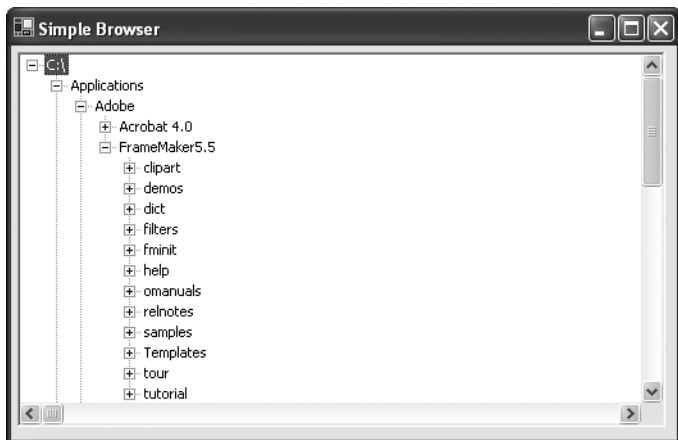 Simple Browser
C:\
Applications
Adobe
Acrobat 4.0
FrameMaker5.5
clipart
demos
dict
filters
fminit
help
omanuals
relnotes
samples
Templates
tour
tutorial